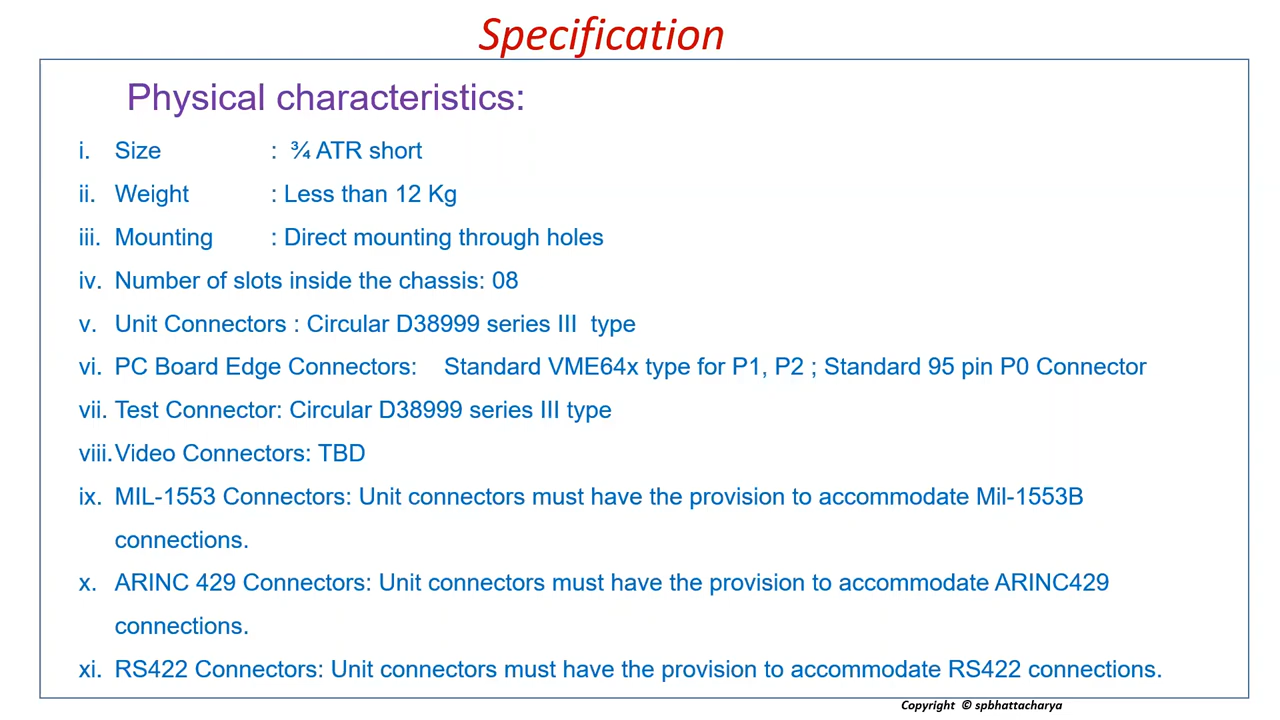 Specification
Physical characteristics:
i. Size : ¾ ATR short
ii. Weight : Less than 12 Kg
iii. Mounting : Direct mounting through holes
iv. Number of slots inside the chassis: 08
v. Unit Connectors : Circular D38999 series III type
vi. PC Board Edge Connectors: Standard VME64x type for P1, P2 ; Standard 95 pin P0 Connector
vii. Test Connector: Circular D38999 series III type
viii. Video Connectors: TBD
ix. MIL-1553 Connectors: Unit connectors must have the provision to accommodate Mil-1553B
connections.
x. ARINC 429 Connectors: Unit connectors must have the provision to accommodate ARINC429
connections.
xi. RS422 Connectors: Unit connectors must have the provision to accommodate RS422 connections.
Copyright © spbhattacharya